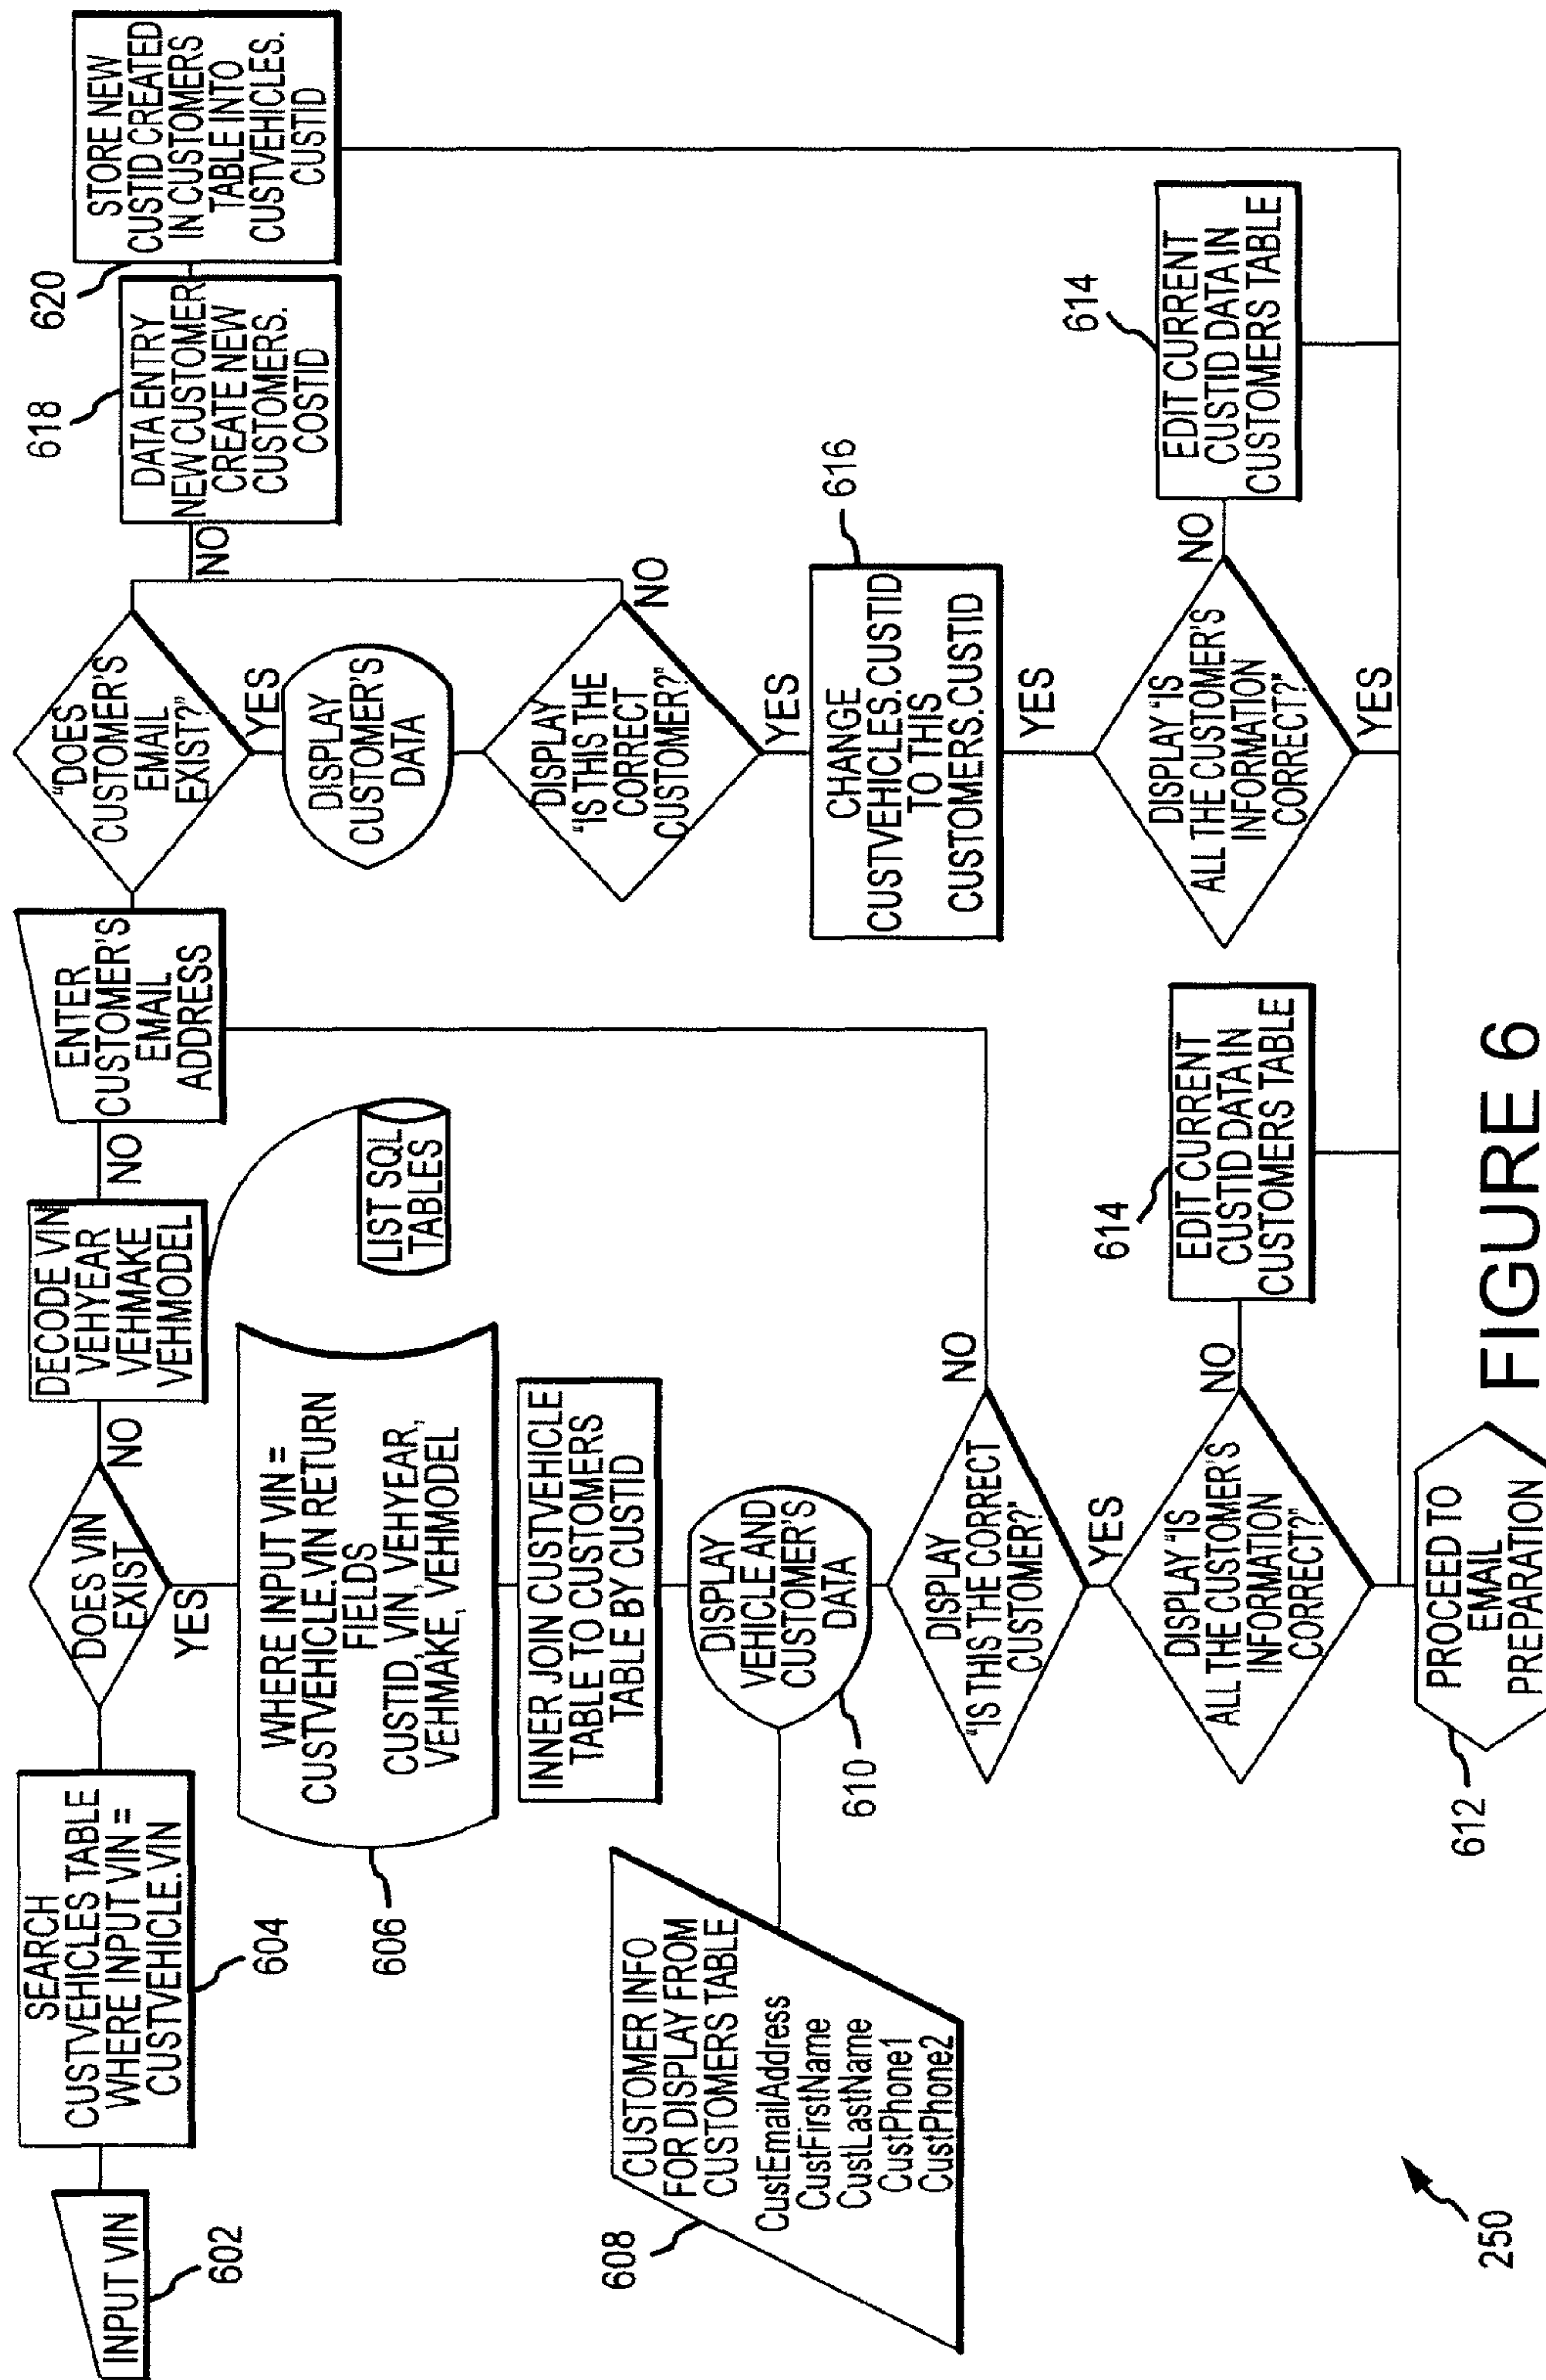 INPUT VIN
602
SEARCH
CUSTVEHICLES TABLE
WHERE INPUT VIN =
CUSTVEHICLE.VIN
604
DOES VIN
EXIST
NO
YES
DECODE VIN
VEHYEAR
VEHMAKE
VEHMODEL
NO
LIST SQL
TABLES
ENTER
CUSTOMER'S
EMAIL
ADDRESS
"DOES
CUSTOMER'S
EMAIL
EXIST?"
YES
NO
618
DATA ENTRY
NEW CUSTOMER
CREATE NEW
CUSTOMERS.
COSTID
620
STORE NEW
CUSTID CREATED
IN CUSTOMERS
TABLE INTO
CUSTVEHICLES.
CUSTID
WHERE INPUT VIN =
CUSTVEHICLE.VIN RETURN
FIELDS
CUSTID, VIN, VEHYEAR,
VEHMAKE, VEHMODEL
606
INNER JOIN CUSTVEHICLE
TABLE TO CUSTOMERS
TABLE BY CUSTID
CUSTOMER INFO
FOR DISPLAY FROM
CUSTOMERS TABLE
CustEmailAddress
CustFirstName
CustLastName
CustPhone1
CustPhone2
608
DISPLAY
VEHICLE AND
CUSTOMER'S
DATA
610
DISPLAY
"IS THIS THE CORRECT
CUSTOMER?"
NO
YES
DISPLAY "IS
ALL THE CUSTOMER'S
INFORMATION
CORRECT?"
NO
614
EDIT CURRENT
CUSTID DATA IN
CUSTOMERS TABLE
DISPLAY
CUSTOMER'S
DATA
DISPLAY
"IS THIS THE
CORRECT
CUSTOMER?"
NO
YES
CHANGE
CUSTVEHICLES.CUSTID
TO THIS
CUSTOMERS.CUSTID
616
YES
DISPLAY "IS
ALL THE CUSTOMER'S
INFORMATION
CORRECT?"
NO
YES
614
EDIT CURRENT
CUSTID DATA IN
CUSTOMERS TABLE
PROCEED TO
EMAIL
PREPARATION
612
250
FIGURE 6